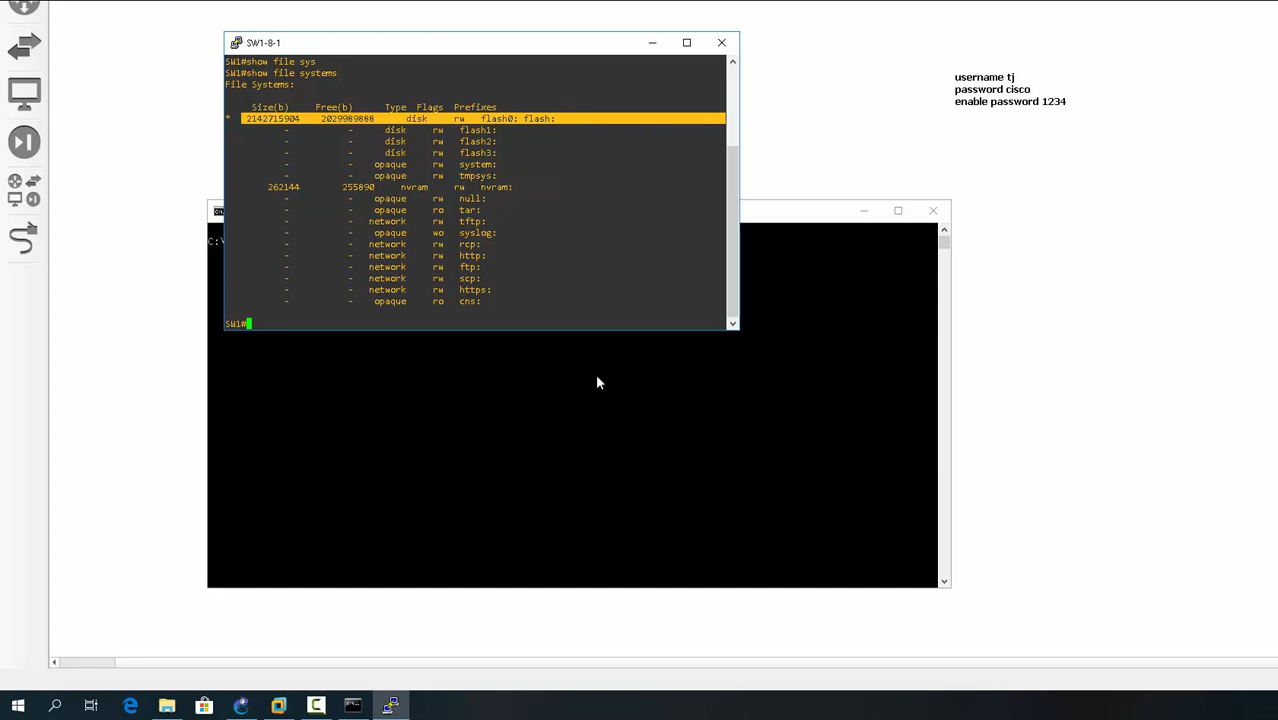 SW1-8-1
SW1#show file sys
SW1#show file systems
File Systems:
Size(b) Free(b) Type Flags Prefixes
* 2142715904 2029989888 disk rw flash0: flash:
- - disk rw flash1:
- - disk rw flash2:
- - disk rw flash3:
- - opaque rw system:
- - opaque rw tmpsys:
262144 255890 nvram rw nvram:
- - opaque rw null:
- - opaque ro tar:
- - network rw tftp:
- - opaque wo syslog:
- - network rw rcp:
- - network rw http:
- - network rw ftp:
- - network rw scp:
- - network rw https:
- - opaque ro cns:
SW1#
C:\
username tj
password cisco
enable password 1234